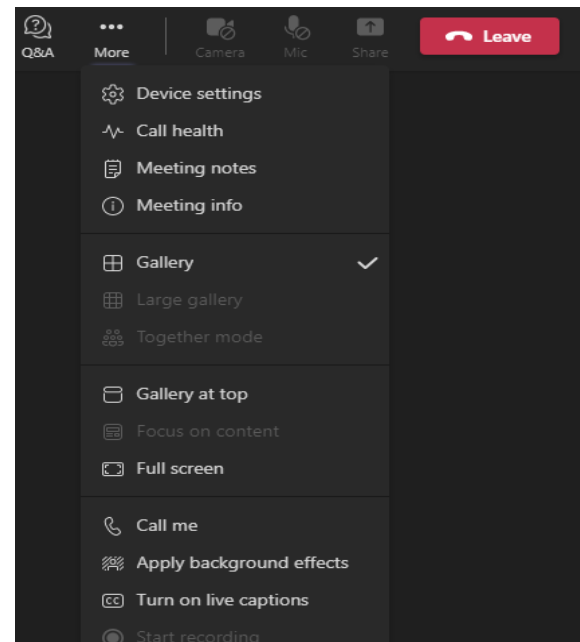 Q&A More Camera Mic Share Leave
Device settings
Call health
Meeting notes
Meeting info
Gallery
Large gallery
Together mode
Gallery at top
Focus on content
Full screen
Call me
Apply background effects
CC Turn on live captions
Start recording